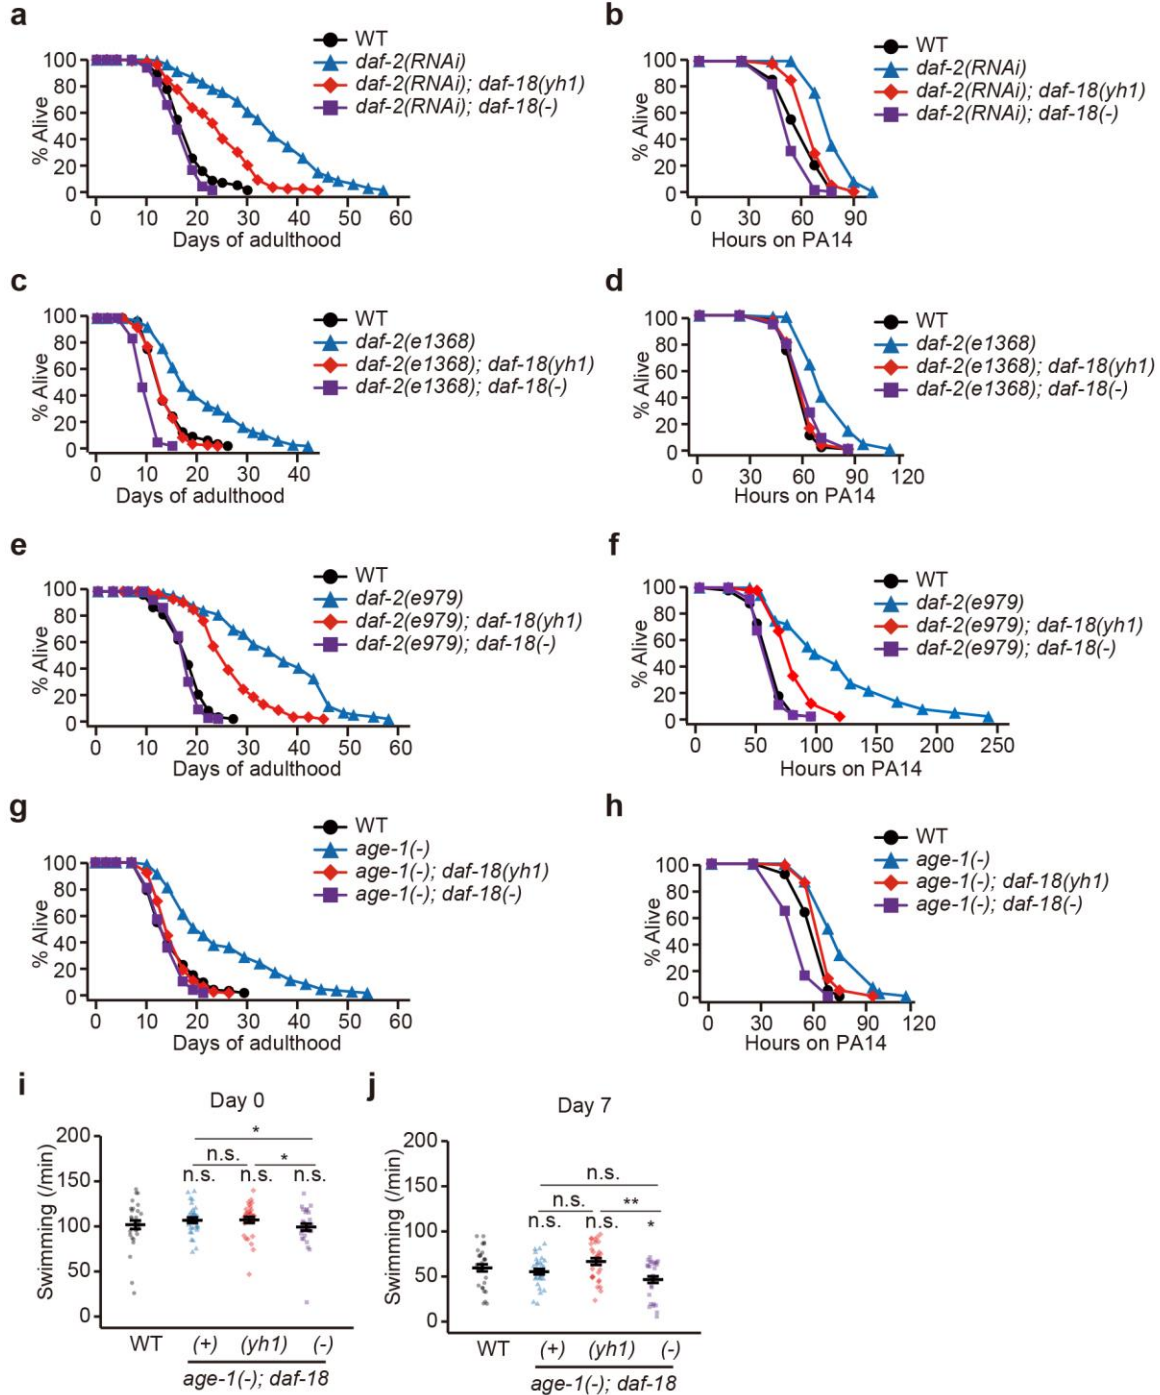 a
WT
daf-2(RNAi)
daf-2(RNAi); daf-18(yh1)
daf-2(RNAi); daf-18(-)
% Alive
100
80
60
40
20
0
0 10 20 30 40 50 60
Days of adulthood
b
WT
daf-2(RNAi)
daf-2(RNAi); daf-18(yh1)
daf-2(RNAi); daf-18(-)
% Alive
100
80
60
40
20
0
0 30 60 90
Hours on PA14
c
WT
daf-2(e1368)
daf-2(e1368); daf-18(yh1)
daf-2(e1368); daf-18(-)
% Alive
100
80
60
40
20
0
0 10 20 30 40
Days of adulthood
d
WT
daf-2(e1368)
daf-2(e1368); daf-18(yh1)
daf-2(e1368); daf-18(-)
% Alive
100
80
60
40
20
0
0 30 60 90 120
Hours on PA14
e
WT
daf-2(e979)
daf-2(e979); daf-18(yh1)
daf-2(e979); daf-18(-)
% Alive
100
80
60
40
20
0
0 10 20 30 40 50 60
Days of adulthood
f
WT
daf-2(e979)
daf-2(e979); daf-18(yh1)
daf-2(e979); daf-18(-)
% Alive
100
80
60
40
20
0
0 50 100 150 200 250
Hours on PA14
g
WT
age-1(-)
age-1(-); daf-18(yh1)
age-1(-); daf-18(-)
% Alive
100
80
60
40
20
0
0 10 20 30 40 50 60
Days of adulthood
h
WT
age-1(-)
age-1(-); daf-18(yh1)
age-1(-); daf-18(-)
% Alive
100
80
60
40
20
0
0 30 60 90 120
Hours on PA14
i
Day 0
Swimming (/min)
200
150
100
50
0
*
n.s. *
n.s. n.s. n.s.
WT (+) (yh1) (-)
age-1(-); daf-18
j
Day 7
Swimming (/min)
200
150
100
50
0
n.s.
n.s. **
n.s. n.s. *
WT (+) (yh1) (-)
age-1(-); daf-18